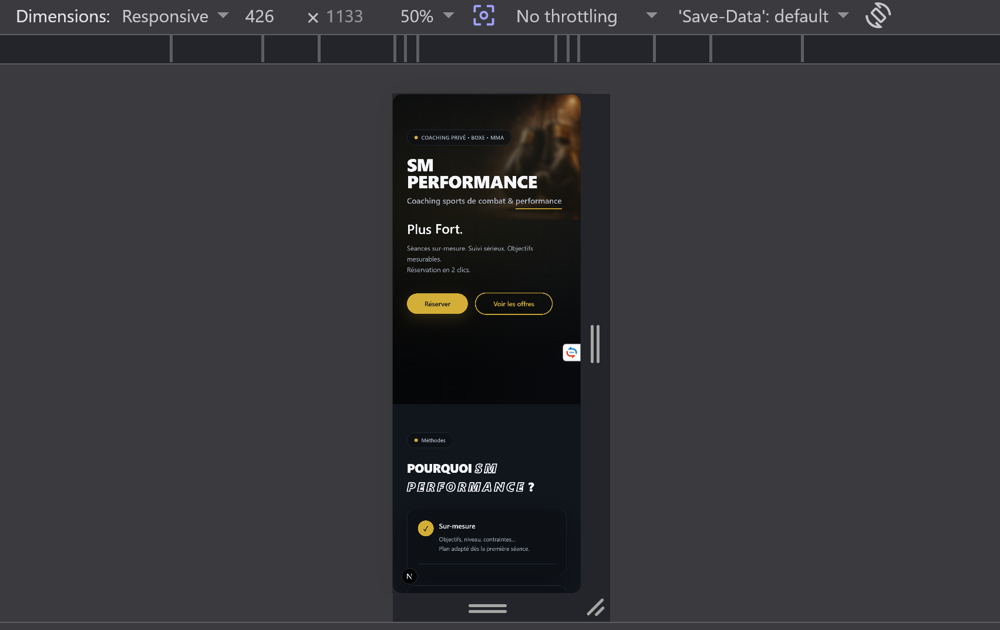 Dimensions: Responsive 426 × 1133 50% No throttling 'Save-Data': default
COACHING PRIVÉ • BOXE • MMA
SM
PERFORMANCE
Coaching sports de combat & performance
Plus Fort.
Séances sur-mesure. Suivi sérieux. Objectifs
mesurables.
Réservation en 2 clics.
Réserver Voir les offres
Méthodes
POURQUOI SM
PERFORMANCE ?
✓ Sur-mesure
Objectifs, niveau, contraintes...
Plan adapté dès la première séance.
N